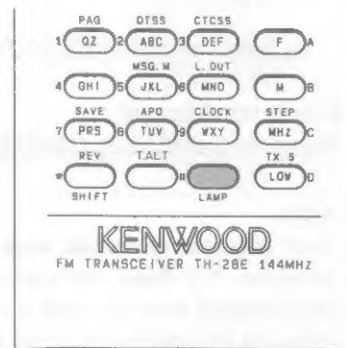 PAG DTSS CTCSS
1 QZ 2 ABC 3 DEF F A
MSG. M L. OUT
4 GHI 5 JKL 6 MNO M B
SAVE APO CLOCK STEP
7 PRS 8 TUV 9 WXY MHz C
REV T.ALT TX. S
* # LOW D
SHIFT LAMP
KENWOOD
FM TRANSCEIVER TH-28E 144MHz